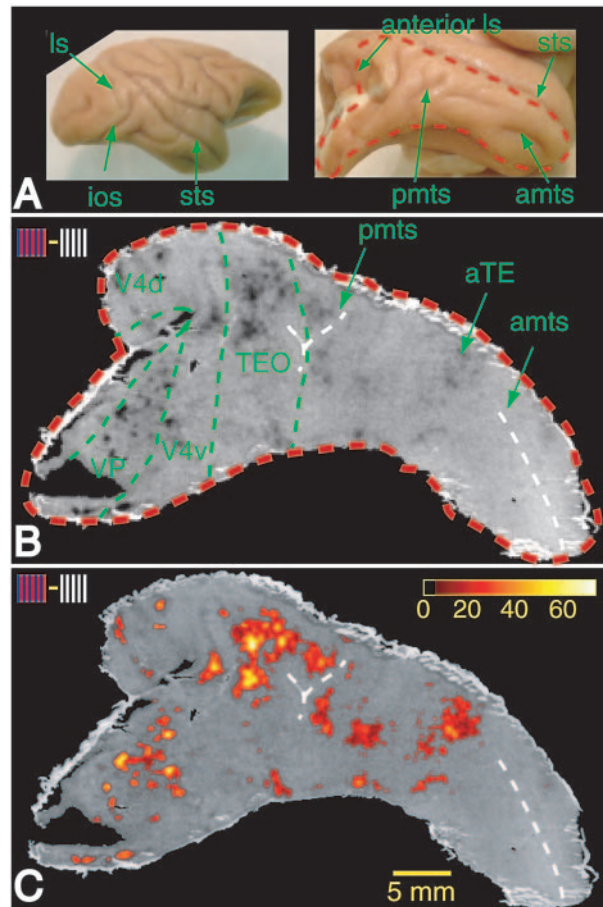 anterior ls
sts
ls
ios
sts
pmts
amts
A
pmts
V4d
aTE
amts
TEO
V4v
VP
B
0 20 40 60
5 mm
C